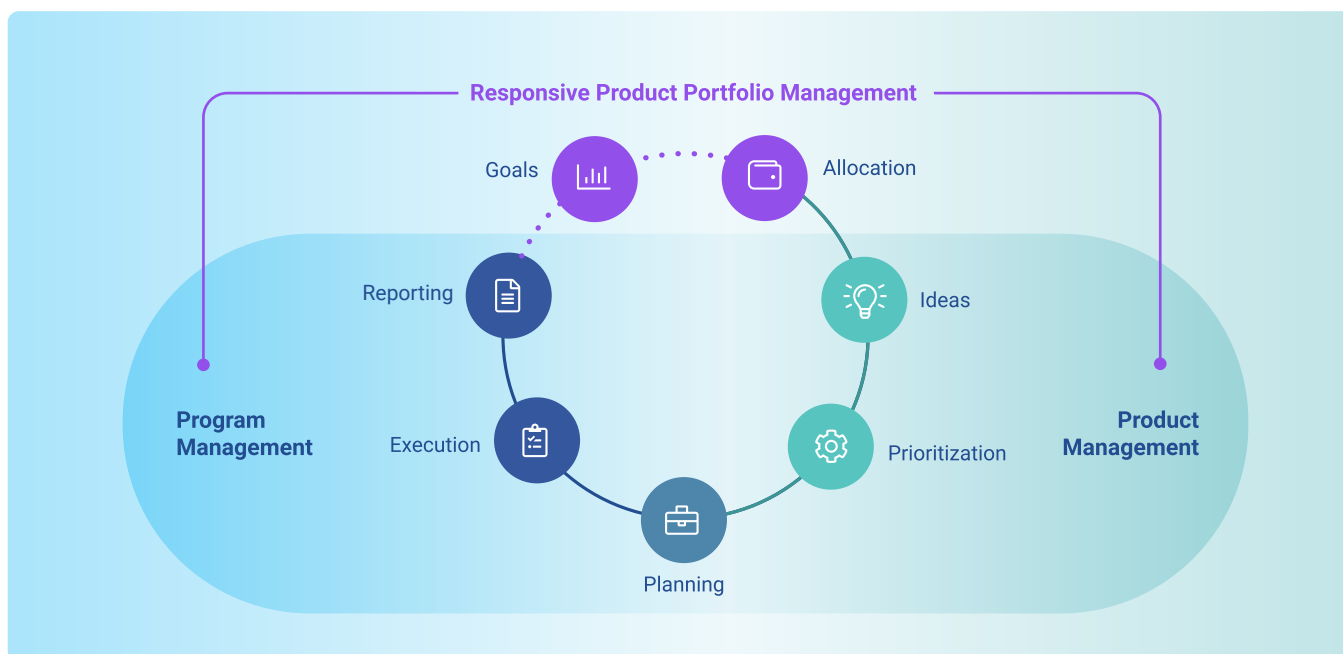 Responsive Product Portfolio Management
Goals
Allocation
Reporting
Ideas
Program
Management
Product
Management
Execution
Prioritization
Planning